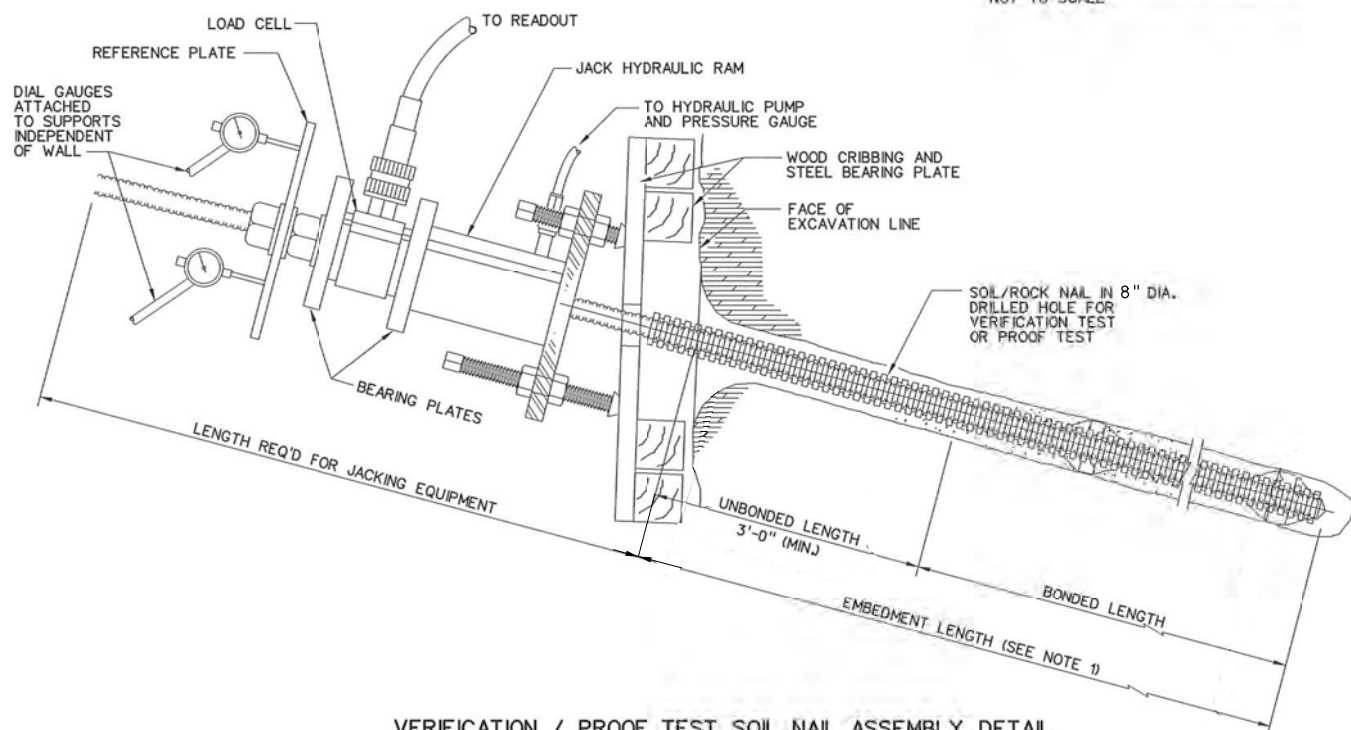 NOT TO SCALE
LOAD CELL
TO READOUT
REFERENCE PLATE
JACK HYDRAULIC RAM
DIAL GAUGES
ATTACHED
TO SUPPORTS
INDEPENDENT
OF WALL
TO HYDRAULIC PUMP
AND PRESSURE GAUGE
WOOD CRIBBING AND
STEEL BEARING PLATE
FACE OF
EXCAVATION LINE
SOIL/ROCK NAIL IN 8" DIA.
DRILLED HOLE FOR
VERIFICATION TEST
OR PROOF TEST
BEARING PLATES
LENGTH REQ'D FOR JACKING EQUIPMENT
UNBONDED LENGTH
3'-0" (MIN.)
BONDED LENGTH
EMBEDMENT LENGTH (SEE NOTE 1)
VERIFICATION / PROOF TEST SOIL NAIL ASSEMBLY DETAIL